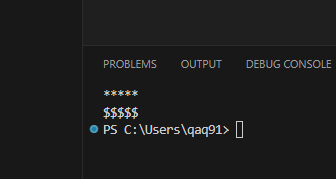 PROBLEMS OUTPUT DEBUG CONSOLE
*****
$$$$$
PS C:\Users\qaq91>